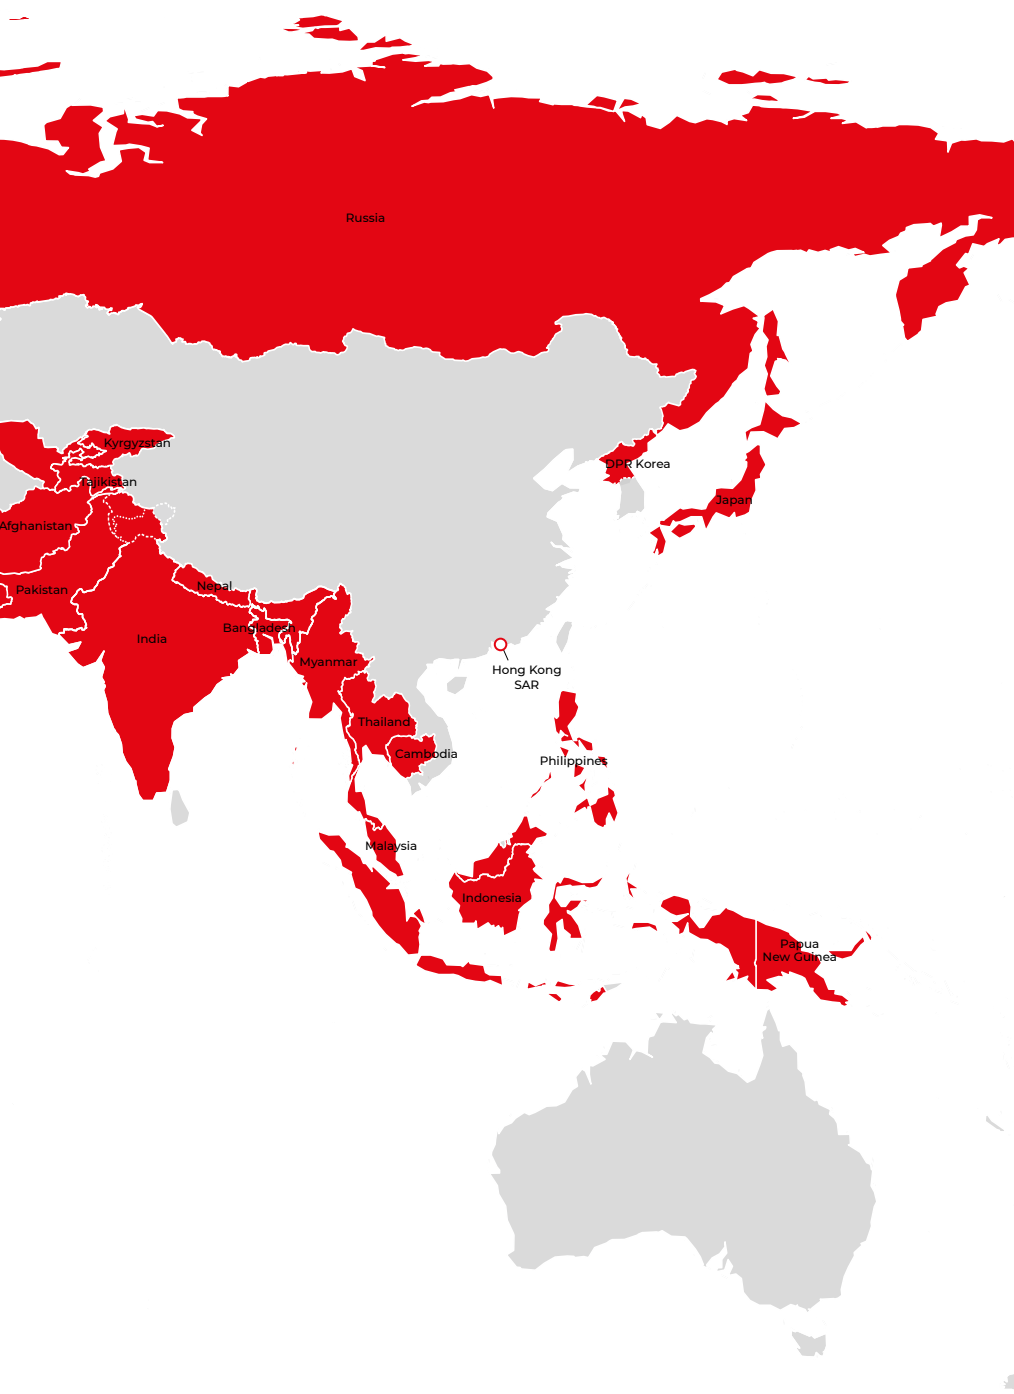 Russia
Kyrgyzstan
DPR Korea
Tajikistan
Japan
Afghanistan
Nepal
Pakistan
Bangladesh
India
Myanmar
Hong Kong
SAR
Thailand
Cambodia
Philippines
Malaysia
Indonesia
Papua
New Guinea